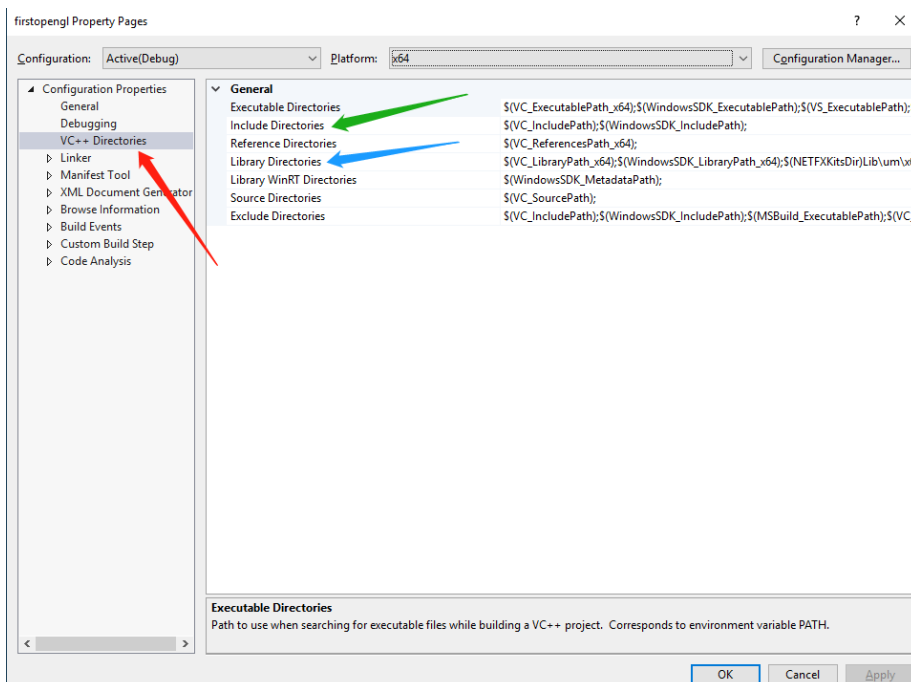 firstopengl Property Pages ? ×
Configuration: Active(Debug) Platform: x64 Configuration Manager...
Configuration Properties
General
Debugging
VC++ Directories
Linker
Manifest Tool
XML Document Generator
Browse Information
Build Events
Custom Build Step
Code Analysis
General
Executable Directories $(VC_ExecutablePath_x64);$(WindowsSDK_ExecutablePath);$(VS_ExecutablePath);
Include Directories $(VC_IncludePath);$(WindowsSDK_IncludePath);
Reference Directories $(VC_ReferencesPath_x64);
Library Directories $(VC_LibraryPath_x64);$(WindowsSDK_LibraryPath_x64);$(NETFXKitsDir)Lib\um\x6
Library WinRT Directories $(WindowsSDK_MetadataPath);
Source Directories $(VC_SourcePath);
Exclude Directories $(VC_IncludePath);$(WindowsSDK_IncludePath);$(MSBuild_ExecutablePath);$(VC_
Executable Directories
Path to use when searching for executable files while building a VC++ project. Corresponds to environment variable PATH.
OK Cancel Apply